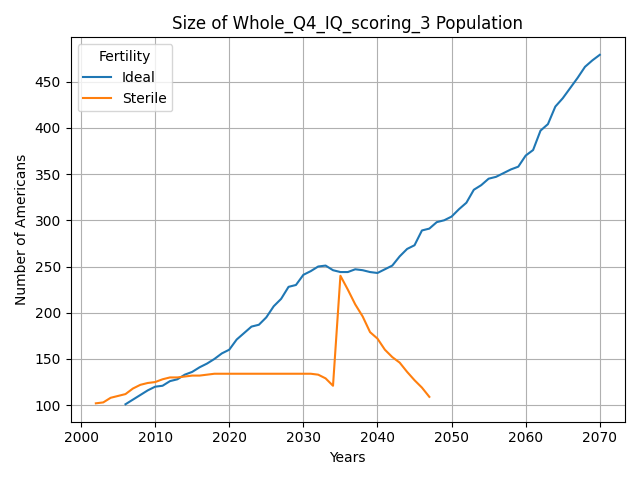 Size of Whole_Q4_IQ_scoring_3 Population
Fertility
Ideal
Sterile
Number of Americans
450
400
350
300
250
200
150
100
2000 2010 2020 2030 2040 2050 2060 2070
Years